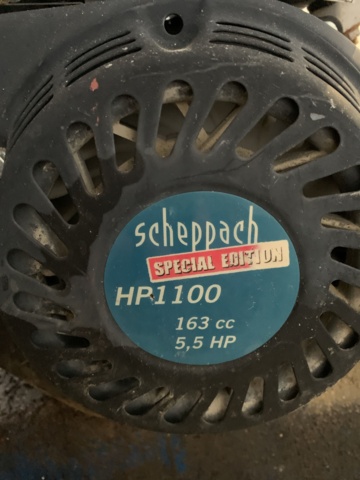 scheppach
SPECIAL EDITION
HP1100
163 cc
5,5 HP